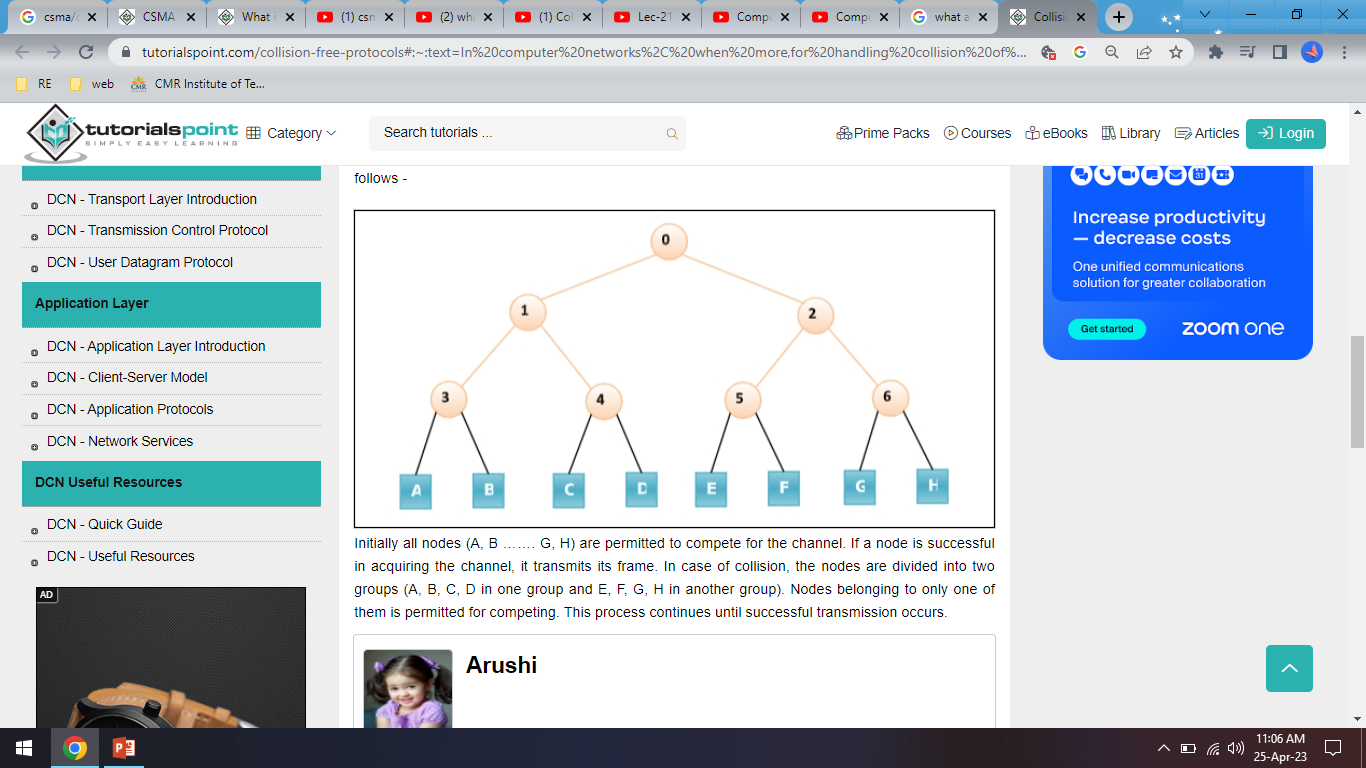 csma/c
CSMA
What i
(1) csm
(2) wha
(1) Col
Lec-21
Compu
Compu
what a
Collisi
tutorialspoint.com/collision-free-protocols#:~:text=In%20computer%20networks%2C%20when%20more,for%20handling%20collision%20of%...
RE
web
CMR Institute of Te...
tutorialspoint
SIMPLY EASY LEARNING
Category
Search tutorials ...
Prime Packs
Courses
eBooks
Library
Articles
Login
DCN - Transport Layer Introduction
DCN - Transmission Control Protocol
DCN - User Datagram Protocol
Application Layer
DCN - Application Layer Introduction
DCN - Client-Server Model
DCN - Application Protocols
DCN - Network Services
DCN Useful Resources
DCN - Quick Guide
DCN - Useful Resources
AD
follows -
0
1
2
3
4
5
6
A B C D E F G H
Initially all nodes (A, B ……. G, H) are permitted to compete for the channel. If a node is successful
in acquiring the channel, it transmits its frame. In case of collision, the nodes are divided into two
groups (A, B, C, D in one group and E, F, G, H in another group). Nodes belonging to only one of
them is permitted for competing. This process continues until successful transmission occurs.
Arushi
Increase productivity
— decrease costs
One unified communications
solution for greater collaboration
Get started
zoom one
11:06 AM
25-Apr-23